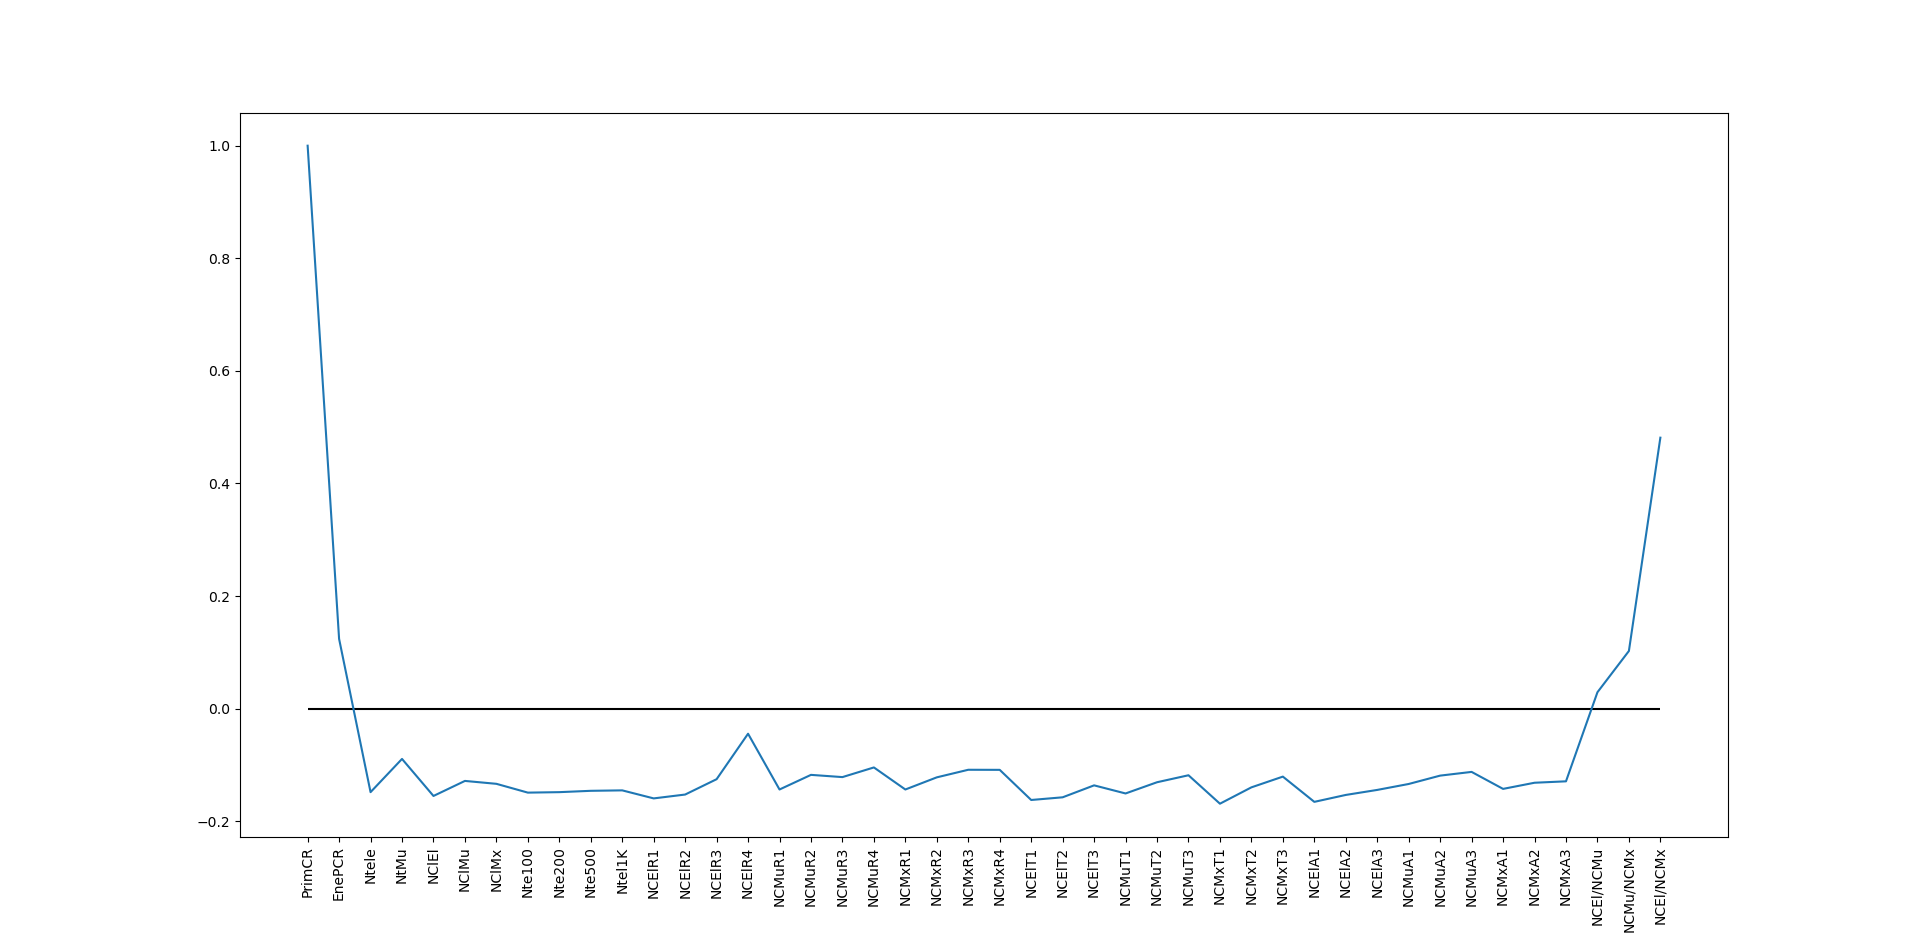 1.0
0.8
0.6
0.4
0.2
0.0
−0.2
PrimCR
EnePCR
Ntele
NtMu
NClEl
NClMu
NClMx
Nte100
Nte200
Nte500
Ntel1K
NCElR1
NCElR2
NCElR3
NCElR4
NCMuR1
NCMuR2
NCMuR3
NCMuR4
NCMxR1
NCMxR2
NCMxR3
NCMxR4
NCElT1
NCElT2
NCElT3
NCMuT1
NCMuT2
NCMuT3
NCMxT1
NCMxT2
NCMxT3
NCElA1
NCElA2
NCElA3
NCMuA1
NCMuA2
NCMuA3
NCMxA1
NCMxA2
NCMxA3
NCEl/NCMu
NCMu/NCMx
NCEl/NCMx